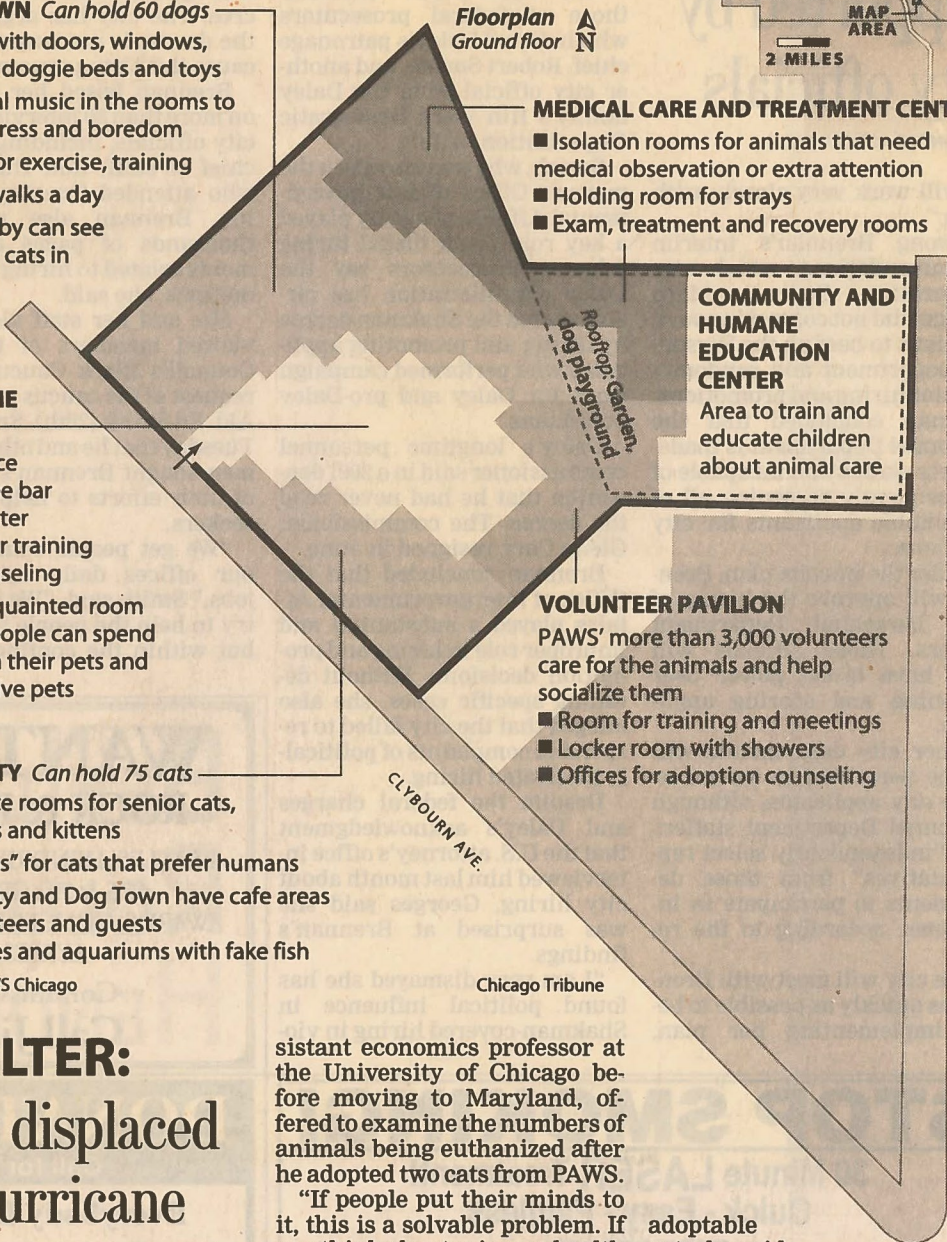 WN Can hold 60 dogs
with doors, windows,
doggie beds and toys
al music in the rooms to
ress and boredom
or exercise, training
walks a day
by can see
cats in
Floorplan
Ground floor
N
MAP
AREA
2 MILES
MEDICAL CARE AND TREATMENT CENT
■ Isolation rooms for animals that need
medical observation or extra attention
■ Holding room for strays
■ Exam, treatment and recovery rooms
COMMUNITY AND
HUMANE
EDUCATION
CENTER
Area to train and
educate children
about animal care
Rooftop: Garden,
dog playground
NE
ce
ee bar
ter
r training
seling
quainted room
eople can spend
h their pets and
ve pets
VOLUNTEER PAVILION
PAWS' more than 3,000 volunteers
care for the animals and help
socialize them
■ Room for training and meetings
■ Locker room with showers
■ Offices for adoption counseling
CLYBOURN AVE.
TY Can hold 75 cats
te rooms for senior cats,
s and kittens
s" for cats that prefer humans
ty and Dog Town have cafe areas
teers and guests
es and aquariums with fake fish
S Chicago
Chicago Tribune
LTER:
displaced
urricane
sistant economics professor at
the University of Chicago be-
fore moving to Maryland, of-
fered to examine the numbers of
animals being euthanized after
he adopted two cats from PAWS.
"If people put their minds to
it, this is a solvable problem. If
adoptable